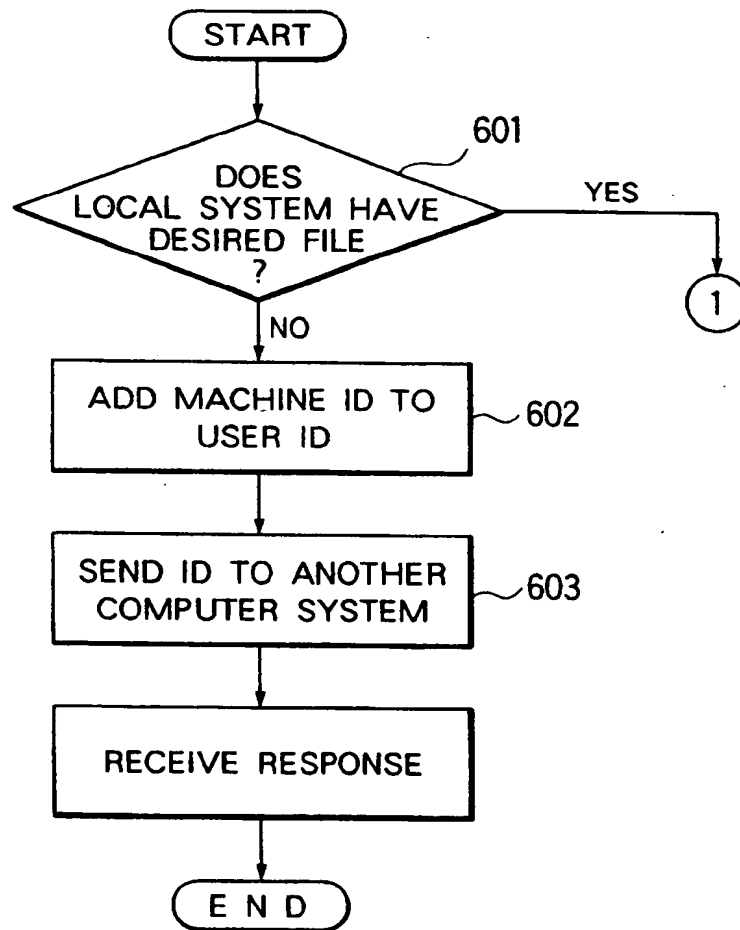 START
601
DOES
LOCAL SYSTEM HAVE
DESIRED FILE
?
YES
1
NO
ADD MACHINE ID TO
USER ID
602
SEND ID TO ANOTHER
COMPUTER SYSTEM
603
RECEIVE RESPONSE
END